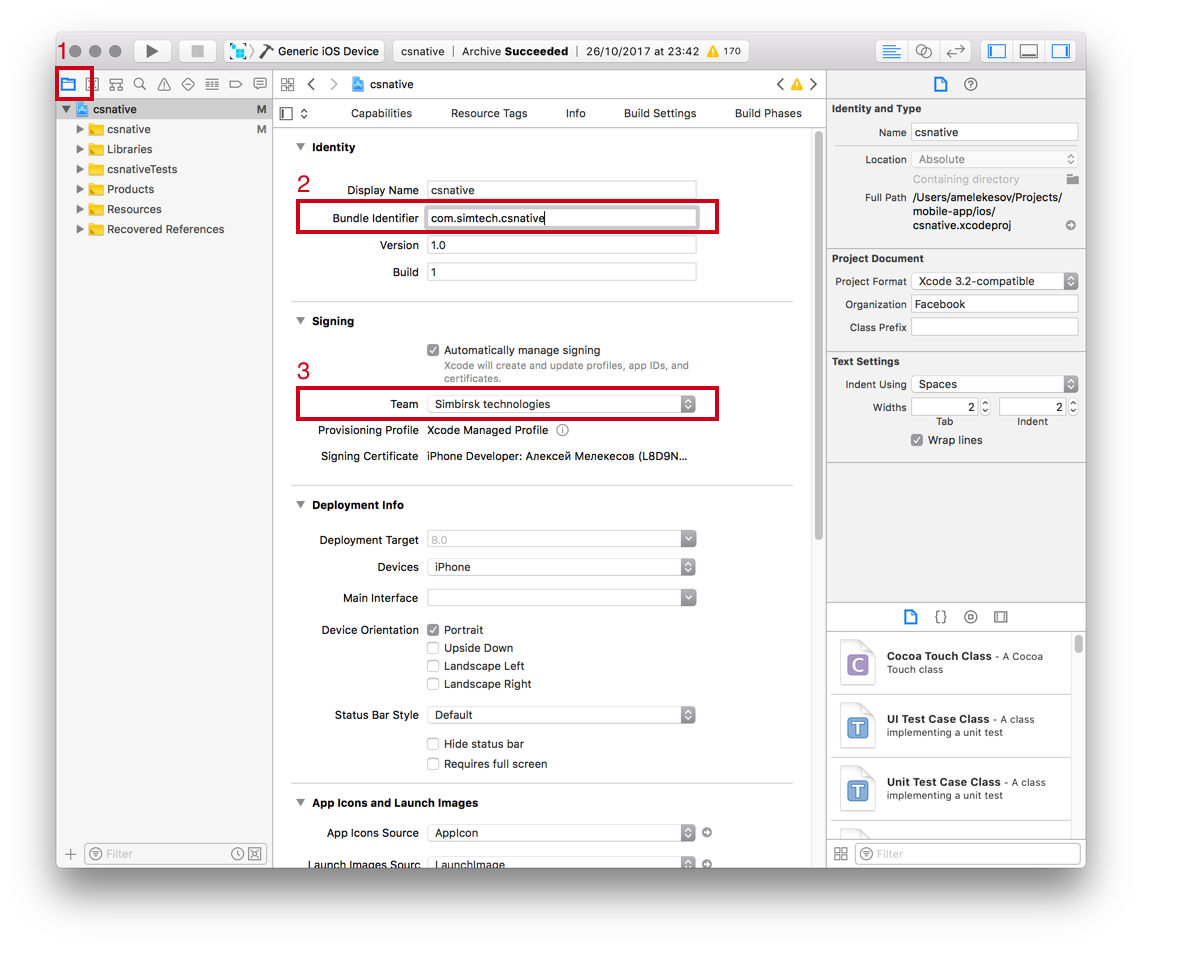 1
Generic iOS Device
csnative | Archive Succeeded | 26/10/2017 at 23:42 170
csnative
csnative M
csnative M
Libraries
csnativeTests
Products
Resources
Recovered References
Filter
Capabilities Resource Tags Info Build Settings Build Phases
Identity
2
Display Name csnative
Bundle Identifier com.simtech.csnative
Version 1.0
Build 1
Signing
Automatically manage signing
Xcode will create and update profiles, app IDs, and
certificates.
3
Team Simbirsk technologies
Provisioning Profile Xcode Managed Profile
Signing Certificate iPhone Developer: Алексей Мелекесов (L8D9N...
Deployment Info
Deployment Target 8.0
Devices iPhone
Main Interface
Device Orientation Portrait
Upside Down
Landscape Left
Landscape Right
Status Bar Style Default
Hide status bar
Requires full screen
App Icons and Launch Images
App Icons Source AppIcon
Launch Images Sourc LaunchImage
Identity and Type
Name csnative
Location Absolute
Containing directory
Full Path /Users/amelekesov/Projects/
mobile-app/ios/
csnative.xcodeproj
Project Document
Project Format Xcode 3.2-compatible
Organization Facebook
Class Prefix
Text Settings
Indent Using Spaces
Widths 2 2
Tab Indent
Wrap lines
{}
C
Cocoa Touch Class - A Cocoa
Touch class
T
UI Test Case Class - A class
implementing a unit test
T
Unit Test Case Class - A class
implementing a unit test
Filter